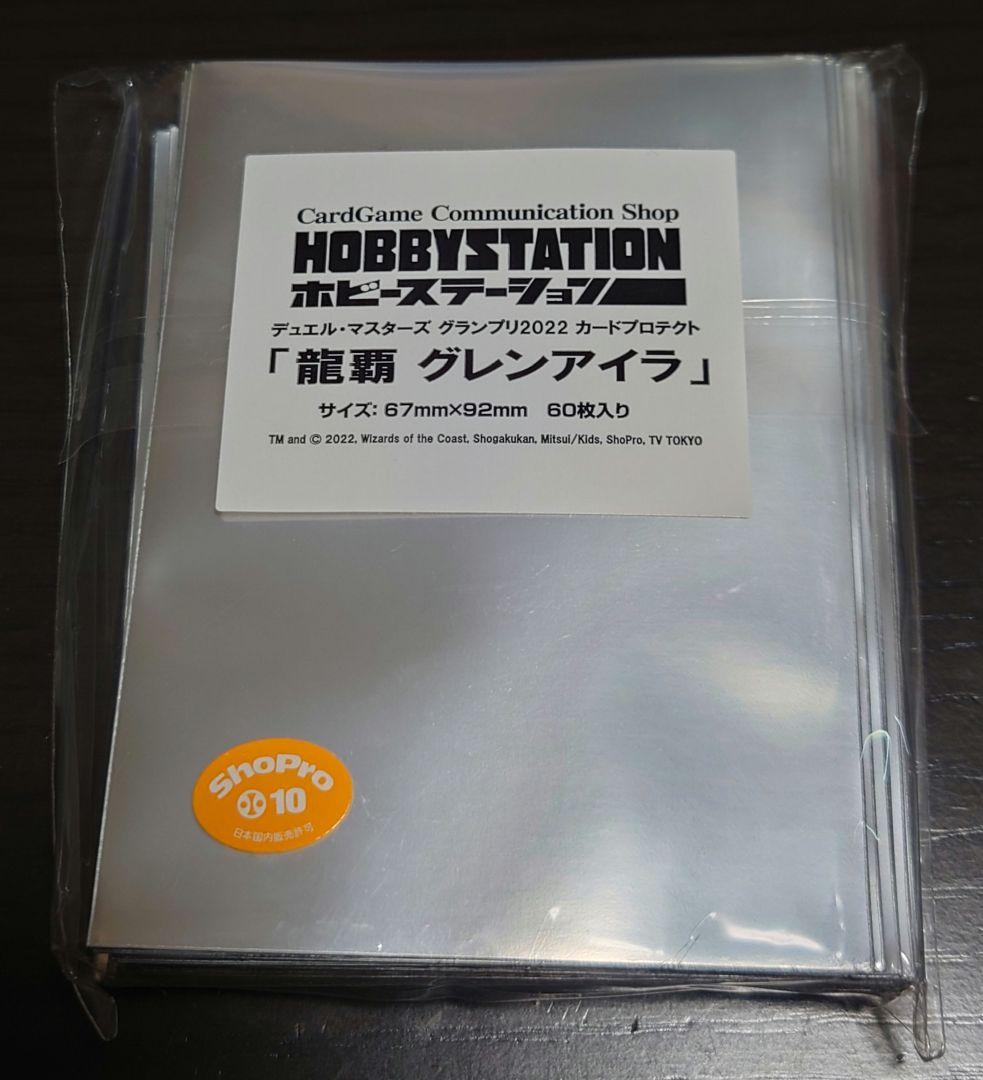 CardGame Communication Shop
HOBBYSTATION
ホビーステーション
デュエル・マスターズ グランプリ2022 カードプロテクト
「龍覇 グレンアイラ」
サイズ: 67mm×92mm 60枚入り
TM and © 2022, Wizards of the Coast, Shogakukan, Mitsui/Kids, ShoPro, TV TOKYO
ShoPro
10
日本国内販売許可